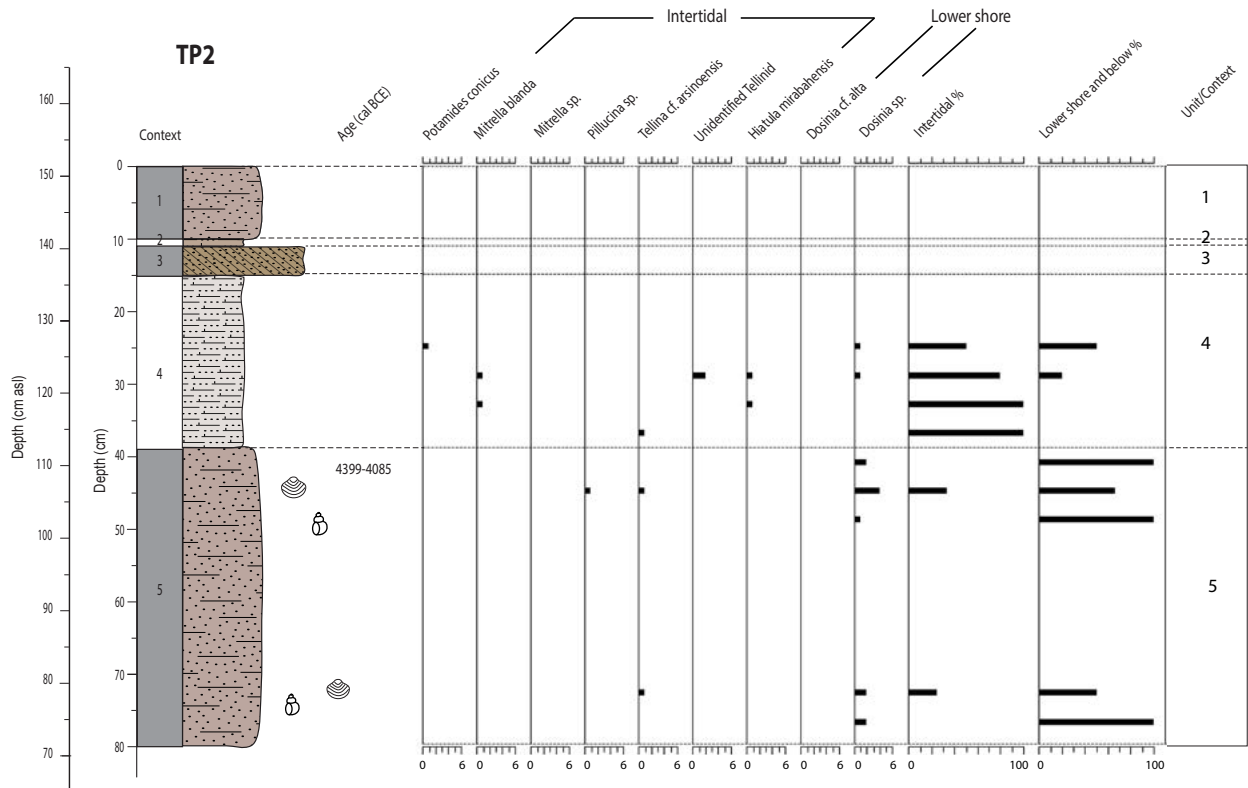 TP2
Intertidal
Lower shore
Context
Age (cal BCE)
Potamides conicus
Mitrella blanda
Mitrella sp.
Pillucina sp.
Tellina cf. arsinoensis
Unidentified Tellinid
Hiatula mirabahensis
Dosinia cf. alta
Dosinia sp.
Intertidal %
Lower shore and below %
Unit/Context
Depth (cm asl)
160
150
140
130
120
110
100
90
80
70
Depth (cm)
0
10
20
30
40
50
60
70
80
1
2
3
4
5
4399-4085
1
2
3
4
5
0 6 0 6 0 6 0 6 0 6 0 6 0 6 0 6 0 6 0 100 0 100